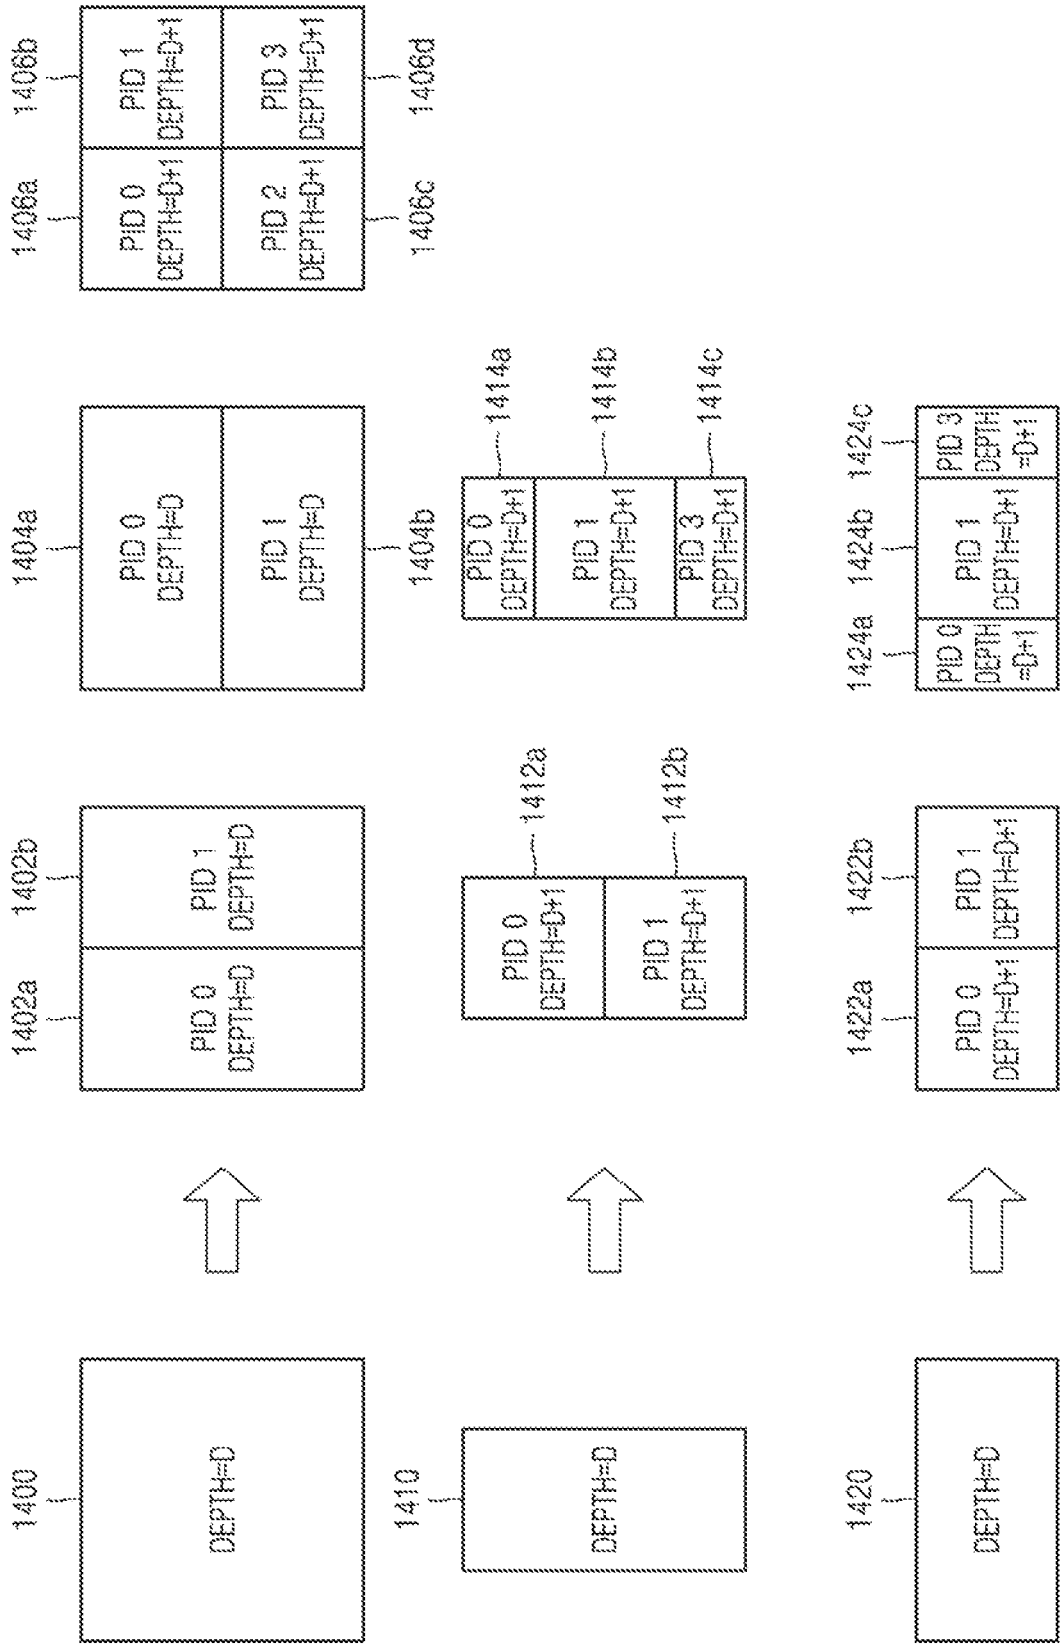 1400
DEPTH=D
1402a
1402b
PID 0
DEPTH=D
PID 1
DEPTH=D
1404a
PID 0
DEPTH=D
PID 1
DEPTH=D
1404b
1406a
1406b
PID 0
DEPTH=D+1
PID 1
DEPTH=D+1
PID 2
DEPTH=D+1
PID 3
DEPTH=D+1
1406c
1406d
1410
DEPTH=D
PID 0
DEPTH=D+1
1412a
PID 1
DEPTH=D+1
1412b
PID 0
DEPTH=D+1
1414a
PID 1
DEPTH=D+1
1414b
PID 3
DEPTH=D+1
1414c
1420
DEPTH=D
1422a
1422b
PID 0
DEPTH=D+1
PID 1
DEPTH=D+1
1424a
1424b
1424c
PID 0
DEPTH
=D+1
PID 1
DEPTH=D+1
PID 3
DEPTH
=D+1